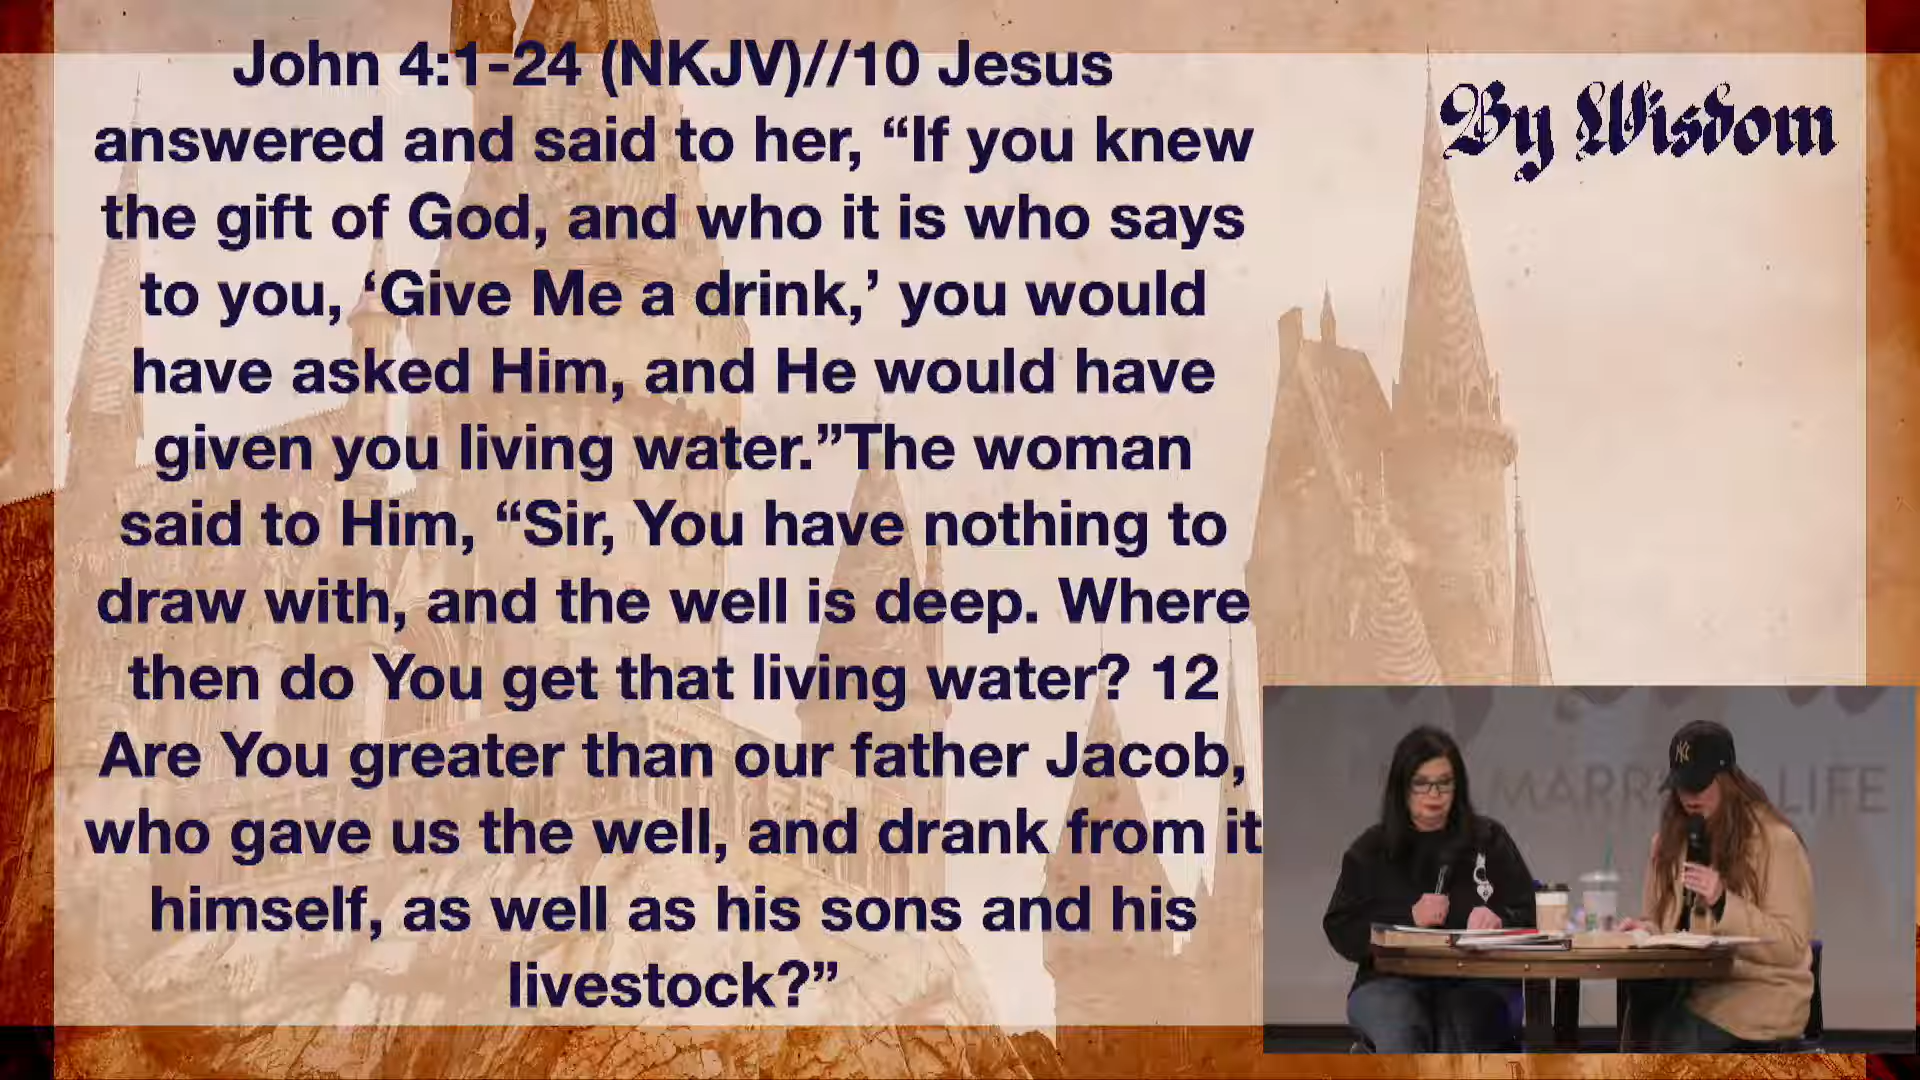 John 4:1-24 (NKJV)//10 Jesus
answered and said to her, “If you knew
the gift of God, and who it is who says
to you, ‘Give Me a drink,’ you would
have asked Him, and He would have
given you living water.”The woman
said to Him, “Sir, You have nothing to
draw with, and the well is deep. Where
then do You get that living water? 12
Are You greater than our father Jacob,
who gave us the well, and drank from it
himself, as well as his sons and his
livestock?”
By Wisdom
NY
LIFE